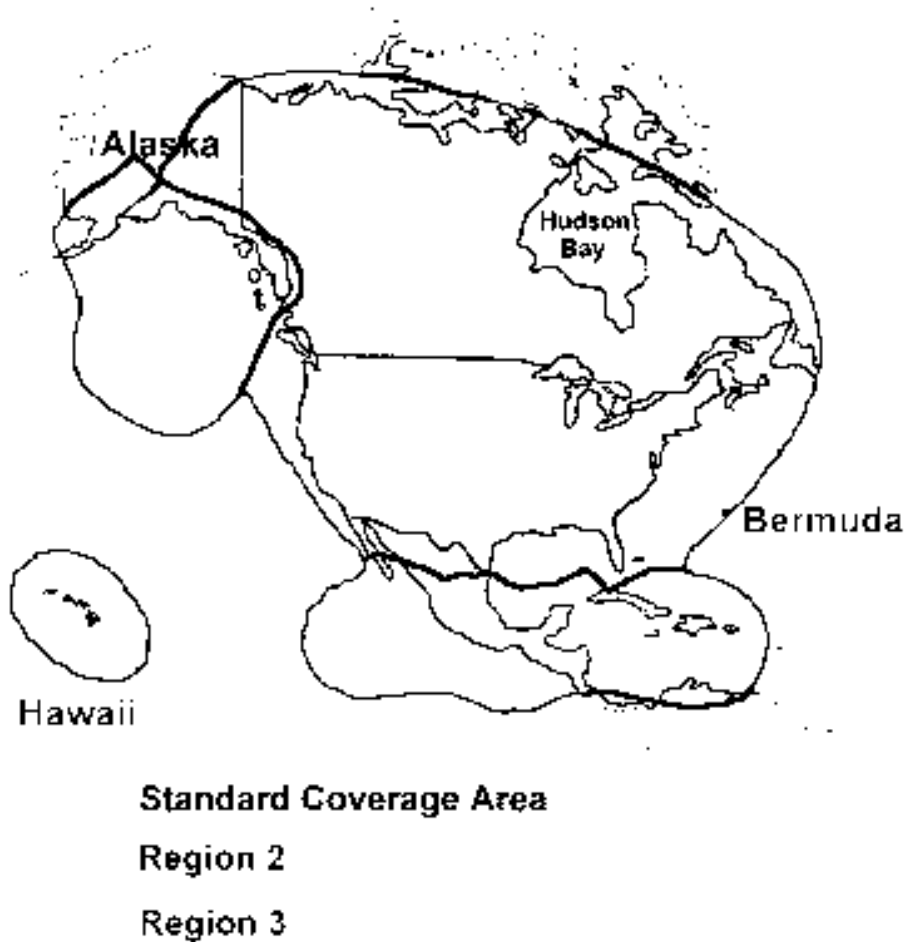 Alaska
Hudson
Bay
t
Bermuda
Hawaii
Standard Coverage Area
Region 2
Region 3